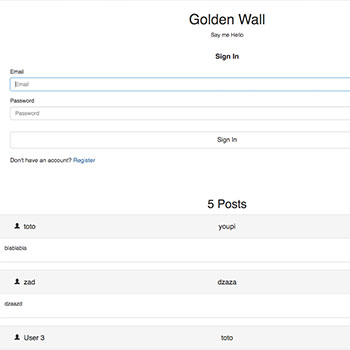 Golden Wall
Say me Hello
Sign In
Email
Email
Password
Password
Sign In
Don't have an account? Register
5 Posts
toto youpi
blablabla
zad dzaza
dzaazd
User 3 toto